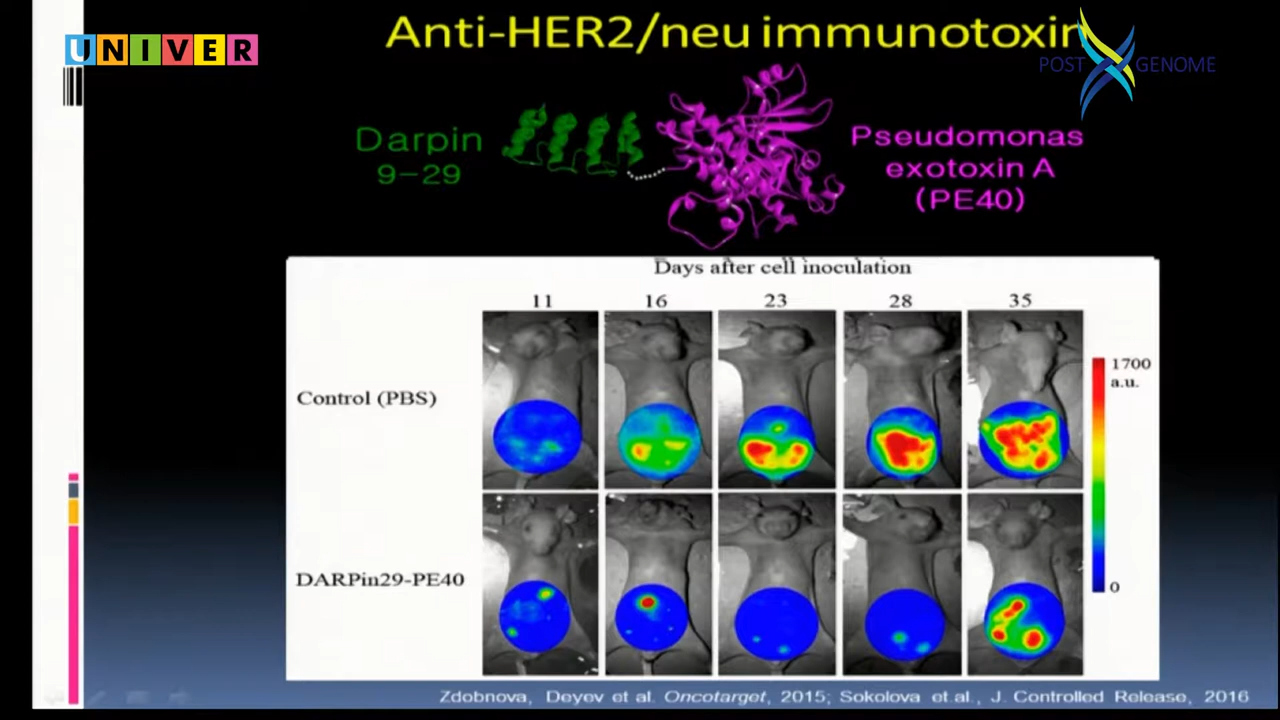 Anti-HER2/neu immunotoxin
UNIVER
POST GENOME
Darpin
9-29
Pseudomonas
exotoxin A
(PE40)
Days after cell inoculation
11 16 23 28 35
Control (PBS)
1700
a.u.
DARPin29-PE40
0
Zdobnova, Deyev et al. Oncotarget, 2015; Sokolova et.al., J. Controlled Release, 2016